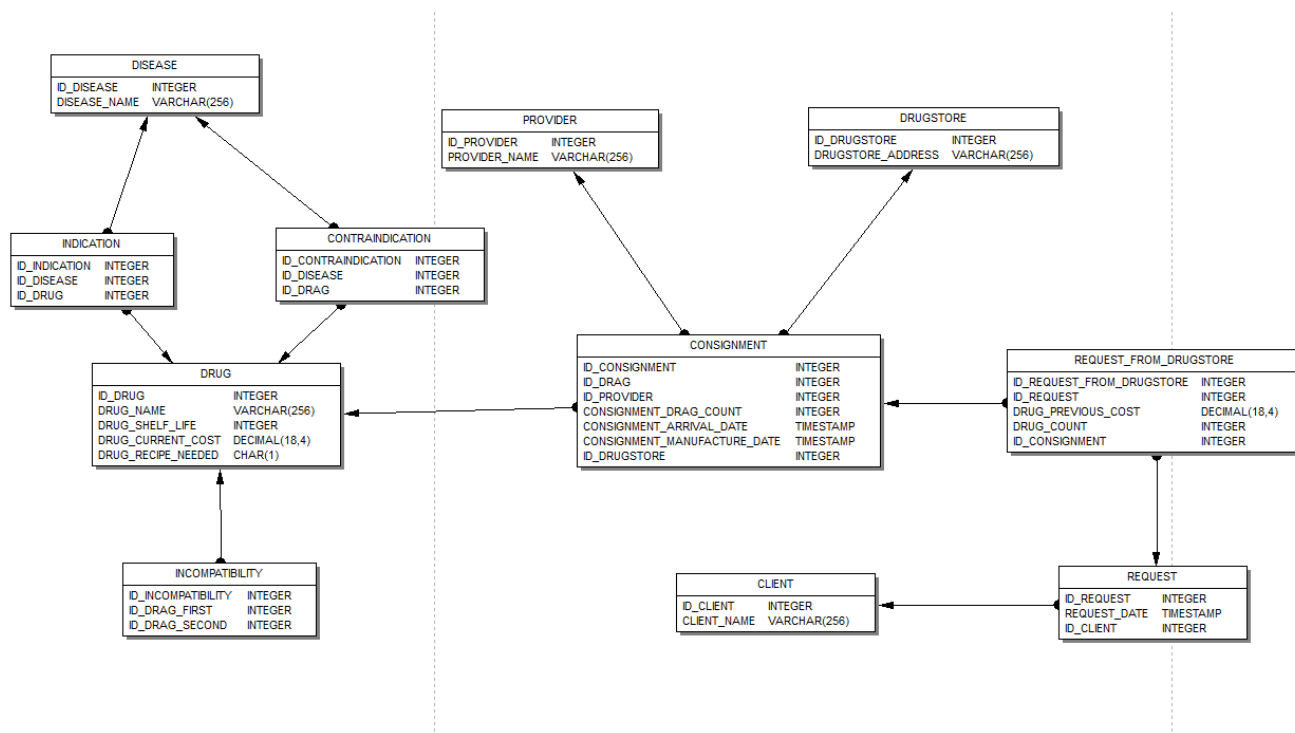 DISEASE
ID_DISEASE INTEGER
DISEASE_NAME VARCHAR(256)
PROVIDER
ID_PROVIDER INTEGER
PROVIDER_NAME VARCHAR(256)
DRUGSTORE
ID_DRUGSTORE INTEGER
DRUGSTORE_ADDRESS VARCHAR(256)
INDICATION
ID_INDICATION INTEGER
ID_DISEASE INTEGER
ID_DRUG INTEGER
CONTRAINDICATION
ID_CONTRAINDICATION INTEGER
ID_DISEASE INTEGER
ID_DRAG INTEGER
DRUG
ID_DRUG INTEGER
DRUG_NAME VARCHAR(256)
DRUG_SHELF_LIFE INTEGER
DRUG_CURRENT_COST DECIMAL(18,4)
DRUG_RECIPE_NEEDED CHAR(1)
CONSIGNMENT
ID_CONSIGNMENT INTEGER
ID_DRAG INTEGER
ID_PROVIDER INTEGER
CONSIGNMENT_DRAG_COUNT INTEGER
CONSIGNMENT_ARRIVAL_DATE TIMESTAMP
CONSIGNMENT_MANUFACTURE_DATE TIMESTAMP
ID_DRUGSTORE INTEGER
REQUEST_FROM_DRUGSTORE
ID_REQUEST_FROM_DRUGSTORE INTEGER
ID_REQUEST INTEGER
DRUG_PREVIOUS_COST DECIMAL(18,4)
DRUG_COUNT INTEGER
ID_CONSIGNMENT INTEGER
INCOMPATIBILITY
ID_INCOMPATIBILITY INTEGER
ID_DRAG_FIRST INTEGER
ID_DRAG_SECOND INTEGER
CLIENT
ID_CLIENT INTEGER
CLIENT_NAME VARCHAR(256)
REQUEST
ID_REQUEST INTEGER
REQUEST_DATE TIMESTAMP
ID_CLIENT INTEGER